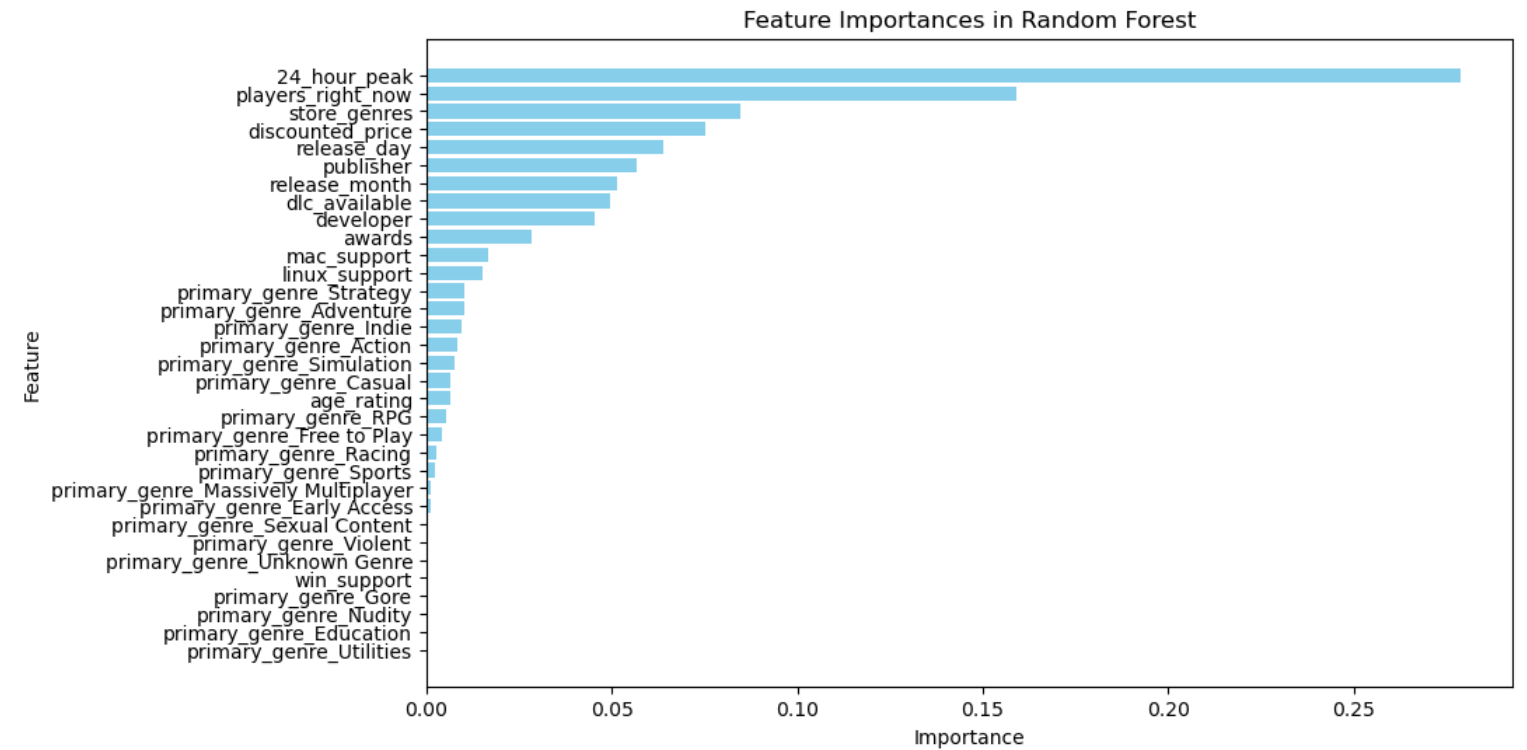 Feature Importances in Random Forest
24_hour_peak
players_right_now
store_genres
discounted_price
release_day
publisher
release_month
dlc_available
developer
awards
mac_support
linux_support
primary_genre_Strategy
primary_genre_Adventure
primary_genre_Indie
primary_genre_Action
primary_genre_Simulation
primary_genre_Casual
age_rating
primary_genre_RPG
primary_genre_Free to Play
primary_genre_Racing
primary_genre_Sports
primary_genre_Massively Multiplayer
primary_genre_Early Access
primary_genre_Sexual Content
primary_genre_Violent
primary_genre_Unknown Genre
win_support
primary_genre_Gore
primary_genre_Nudity
primary_genre_Education
primary_genre_Utilities
Feature
0.00 0.05 0.10 0.15 0.20 0.25
Importance